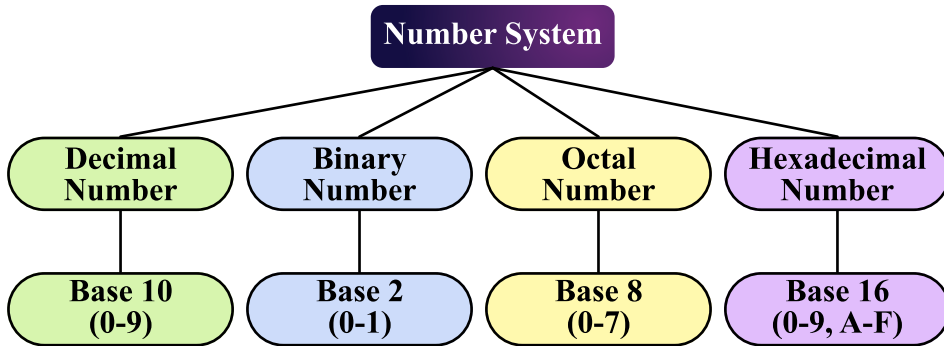 Number System
Decimal
Number
Binary
Number
Octal
Number
Hexadecimal
Number
Base 10
(0-9)
Base 2
(0-1)
Base 8
(0-7)
Base 16
(0-9, A-F)